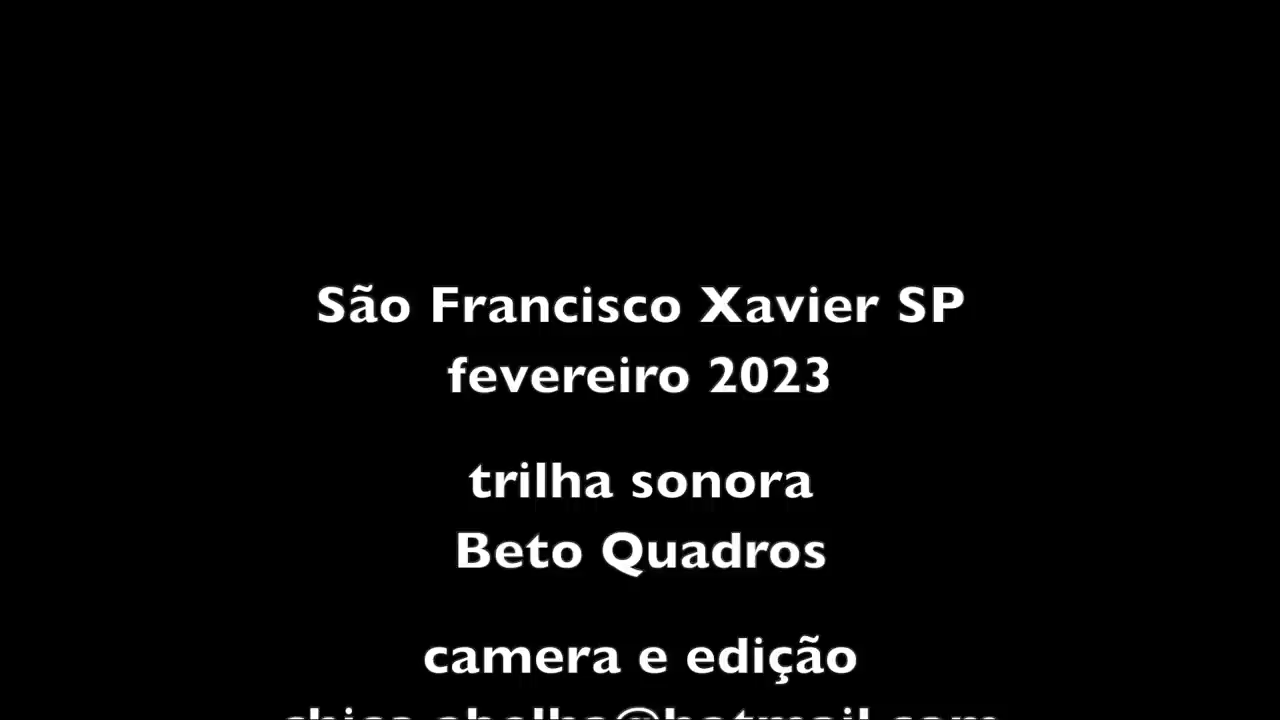 São Francisco Xavier SP
fevereiro 2023
trilha sonora
Beto Quadros
camera e edição